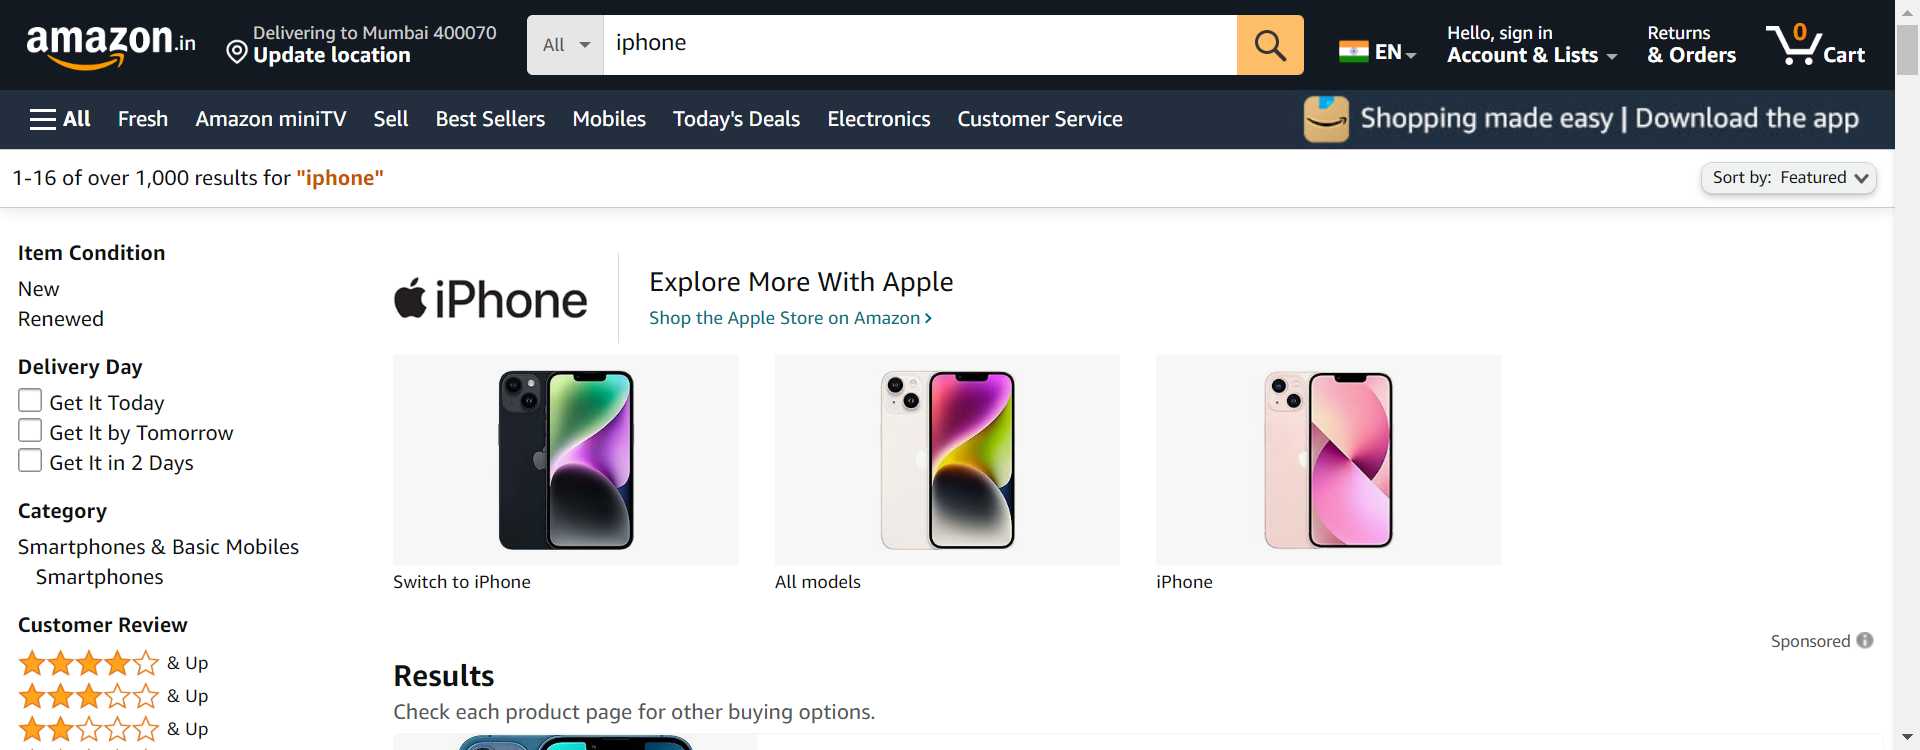 amazon.in
Delivering to Mumbai 400070
Update location
All
iphone
EN
Hello, sign in
Account & Lists
Returns
& Orders
0
Cart
All
Fresh
Amazon miniTV
Sell
Best Sellers
Mobiles
Today's Deals
Electronics
Customer Service
Shopping made easy | Download the app
1-16 of over 1,000 results for "iphone"
Sort by: Featured
Item Condition
New
Renewed
Delivery Day
Get It Today
Get It by Tomorrow
Get It in 2 Days
Category
Smartphones & Basic Mobiles
Smartphones
Customer Review
& Up
& Up
& Up
iPhone
Explore More With Apple
Shop the Apple Store on Amazon
Switch to iPhone
All models
iPhone
Sponsored
Results
Check each product page for other buying options.